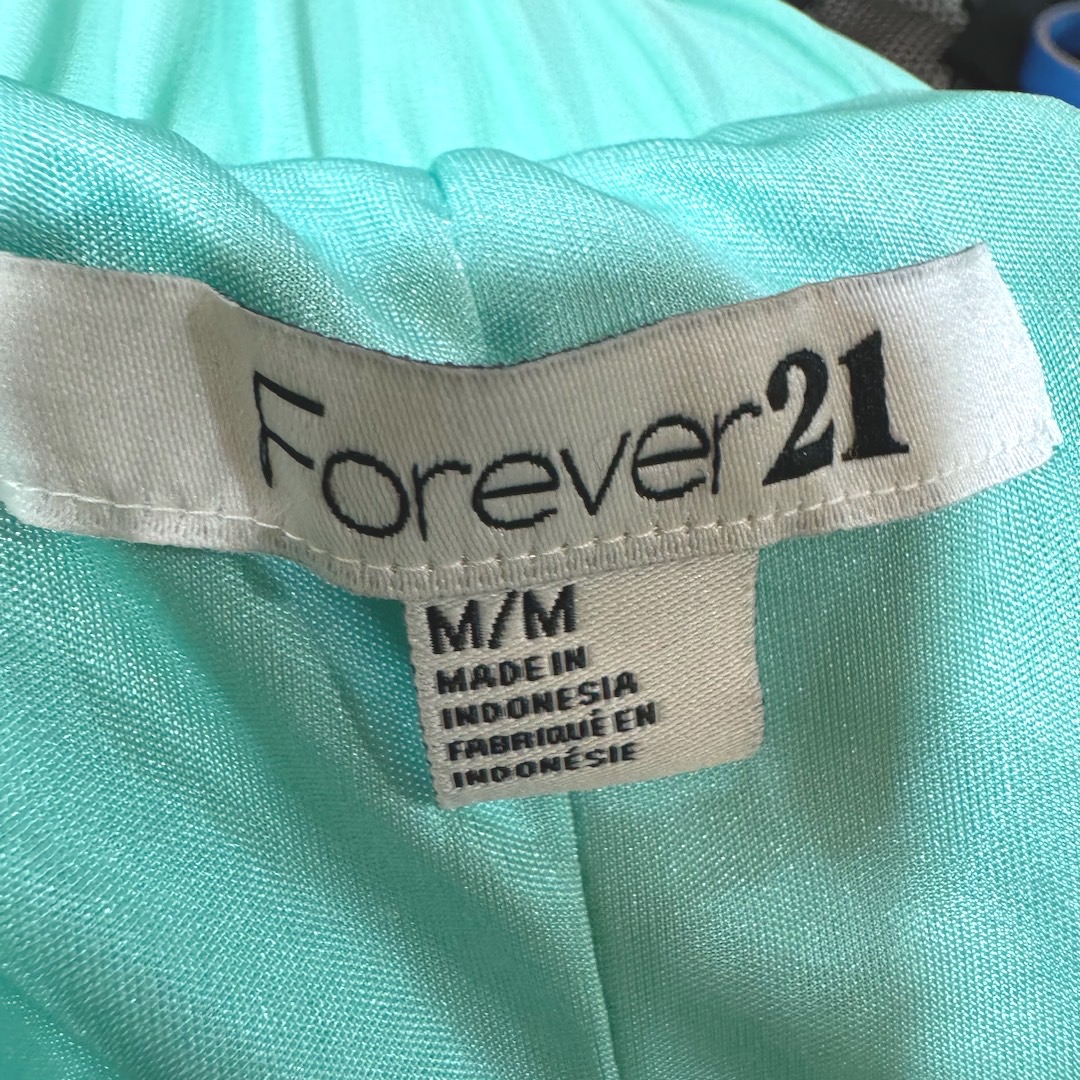 Forever21
M/M
MADE IN
INDONESIA
FABRIQUÉ EN
INDONÉSIE